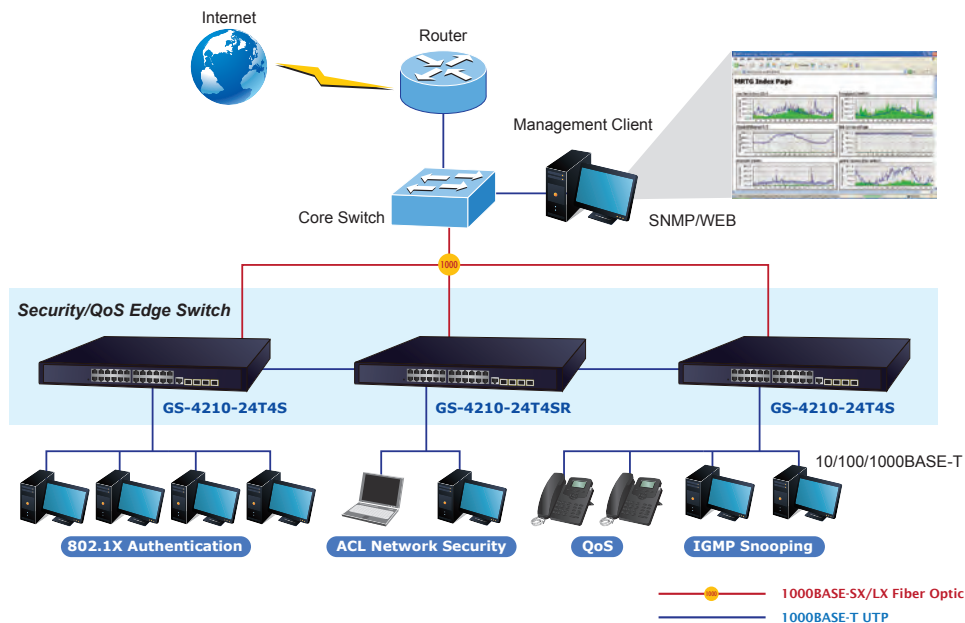 Internet
Router
MRTG Index Page
Management Client
Core Switch
SNMP/WEB
1000
Security/QoS Edge Switch
GS-4210-24T4S
GS-4210-24T4SR
GS-4210-24T4S
10/100/1000BASE-T
802.1X Authentication
ACL Network Security
QoS
IGMP Snooping
1000
1000BASE-SX/LX Fiber Optic
1000BASE-T UTP